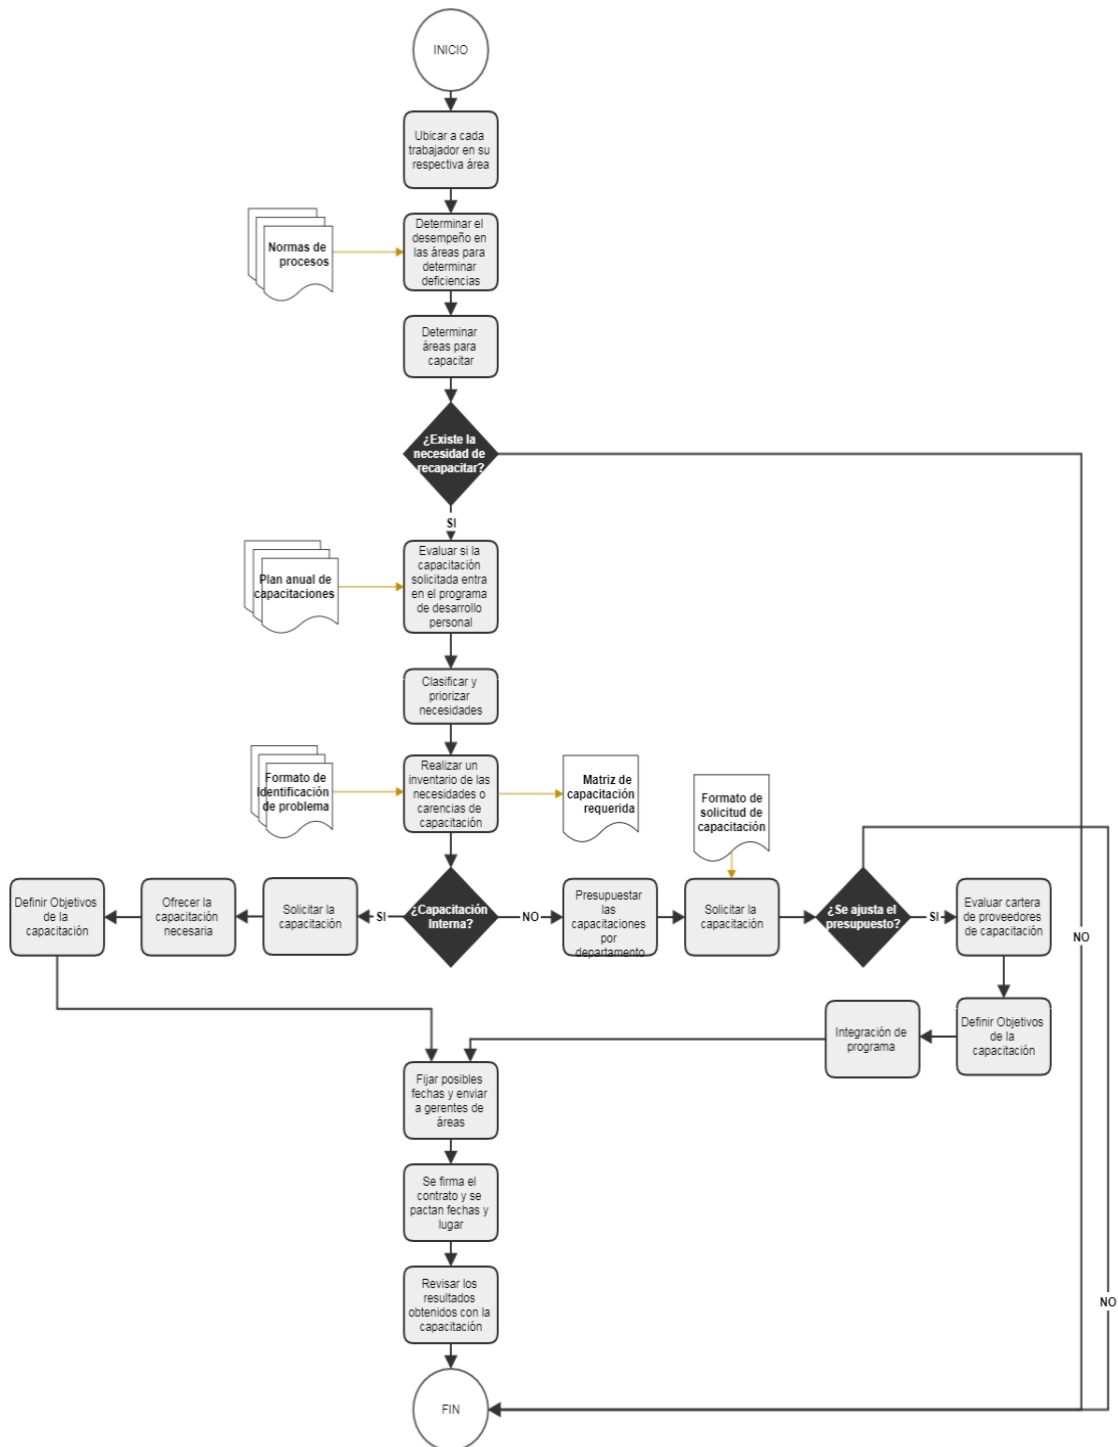 INICIO
Ubicar a cada
trabajador en su
respectiva área
Normas de
procesos
Determinar el
desempeño en
las áreas para
determinar
deficiencias
Determinar
áreas para
capacitar
¿Existe la
necesidad de
recapacitar?
SI
Plan anual de
capacitaciones
Evaluar si la
capacitación
solicitada entra
en el programa
de desarrollo
personal
Clasificar y
priorizar
necesidades
Formato de
Identificación
de problema
Realizar un
inventario de las
necesidades o
carencias de
capacitación
Matriz de
capacitación
requerida
Formato de
solicitud de
capacitación
Definir Objetivos
de la
capacitación
Ofrecer la
capacitación
necesaria
Solicitar la
capacitación
SI
¿Capacitación
Interna?
NO
Presupuestar
las
capacitaciones
por
departamento
Solicitar la
capacitación
¿Se ajusta el
presupuesto?
SI
Evaluar cartera
de proveedores
de capacitación
NO
Integración de
programa
Definir Objetivos
de la
capacitación
Fijar posibles
fechas y enviar
a gerentes de
áreas
Se firma el
contrato y se
pactan fechas y
lugar
Revisar los
resultados
obtenidos con la
capacitación
NO
FIN